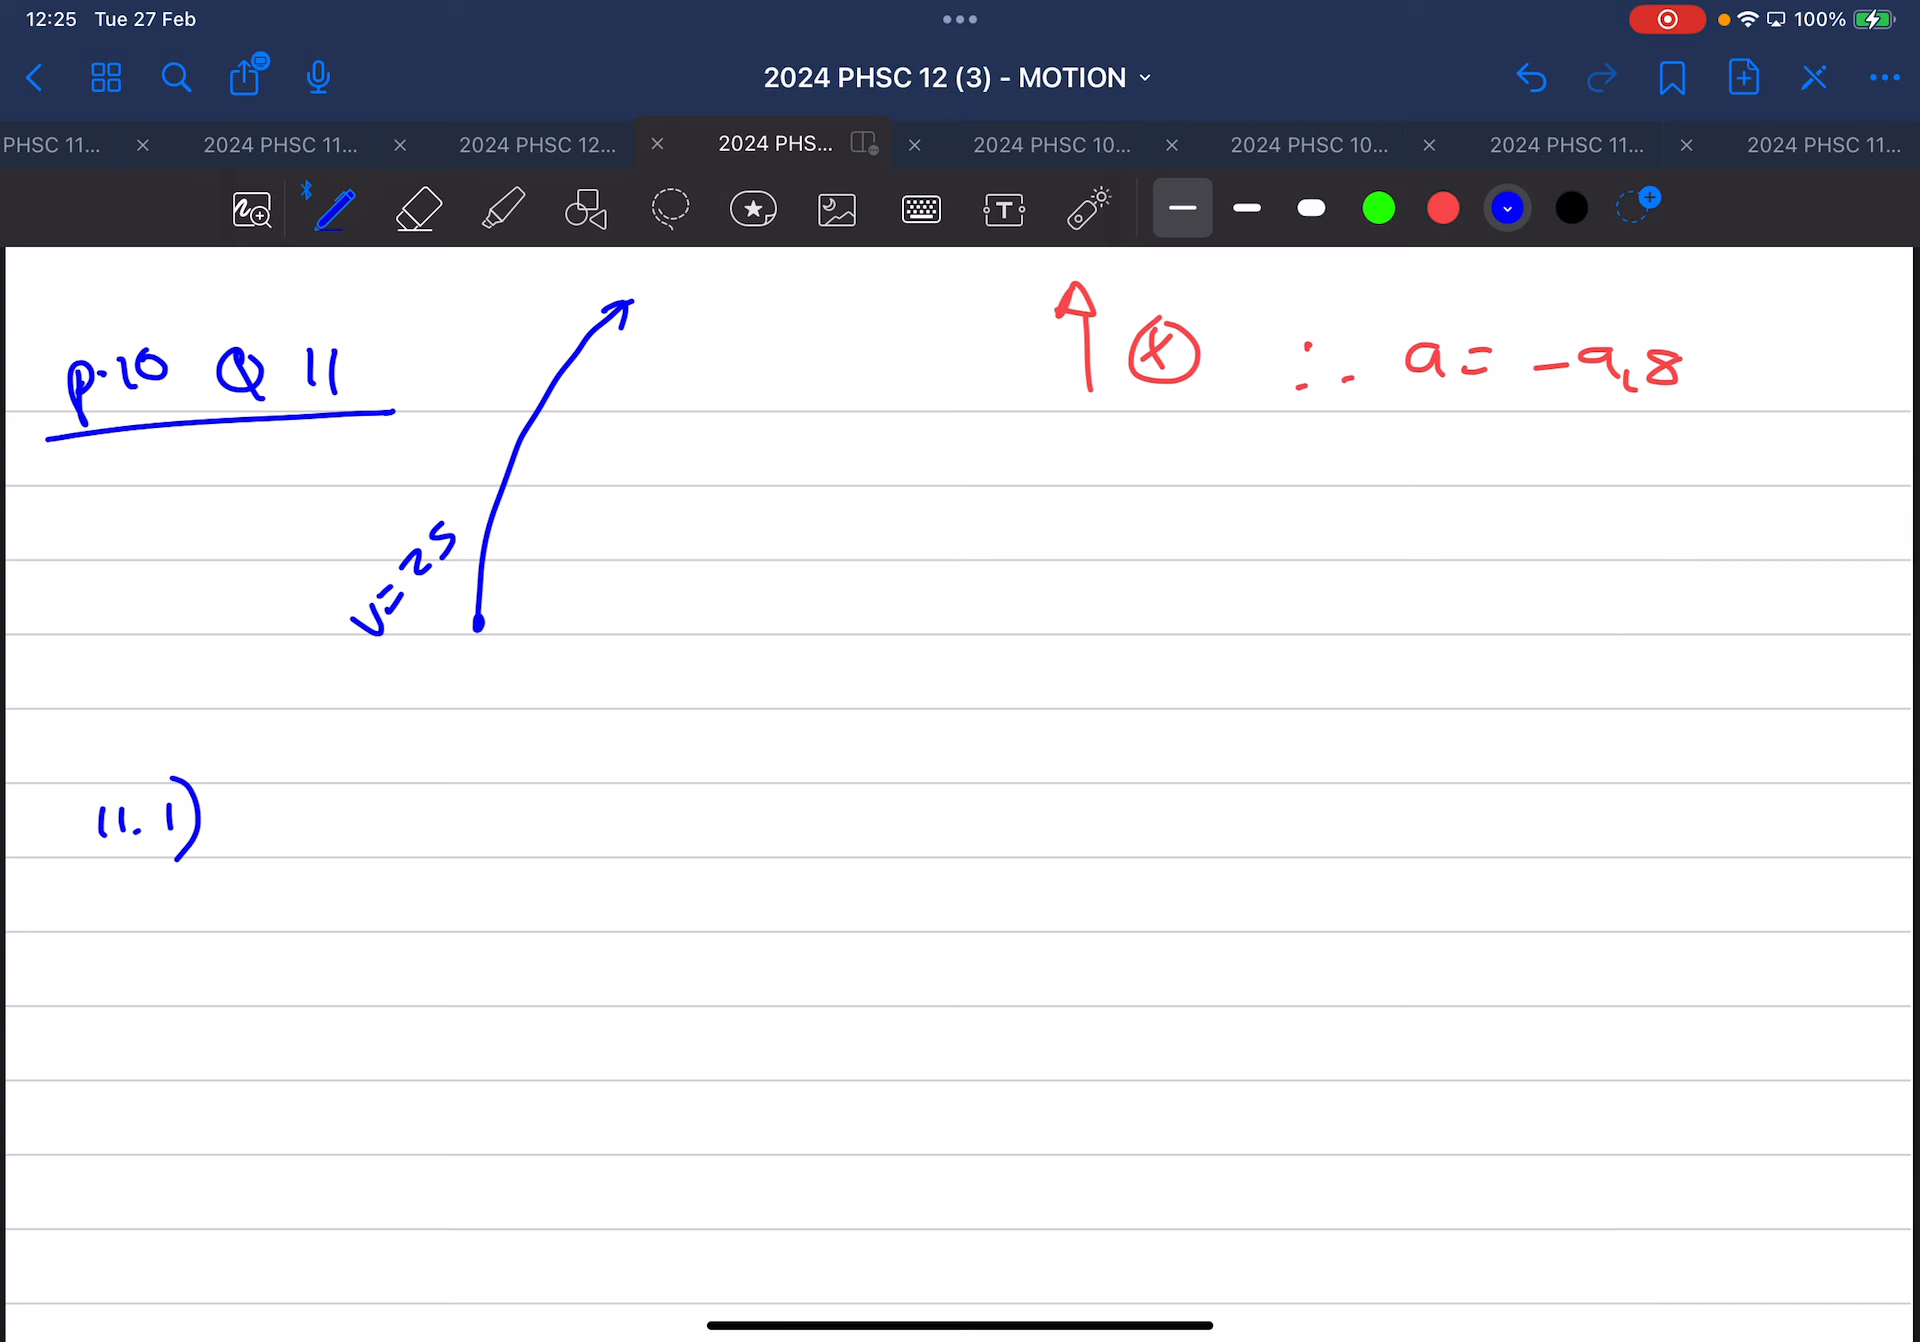 12:25 Tue 27 Feb
100%
2024 PHSC 12 (3) - MOTION
PHSC 11... 2024 PHSC 11... 2024 PHSC 12... 2024 PHS... 2024 PHSC 10... 2024 PHSC 10... 2024 PHSC 11... 2024 PHSC 11...
T
p.10 Q 11
+ ∴ a = -9,8
v=25
11.1)